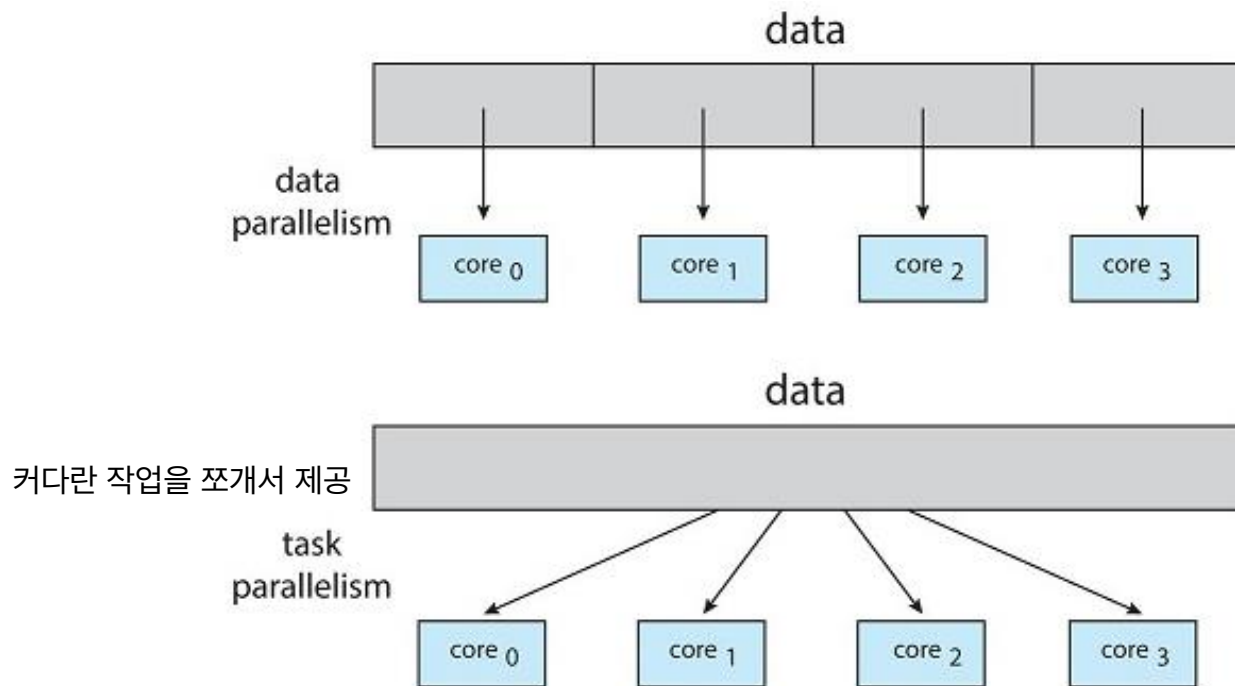 data
data
parallelism
core 0
core 1
core 2
core 3
data
커다란 작업을 쪼개서 제공
task
parallelism
core 0
core 1
core 2
core 3